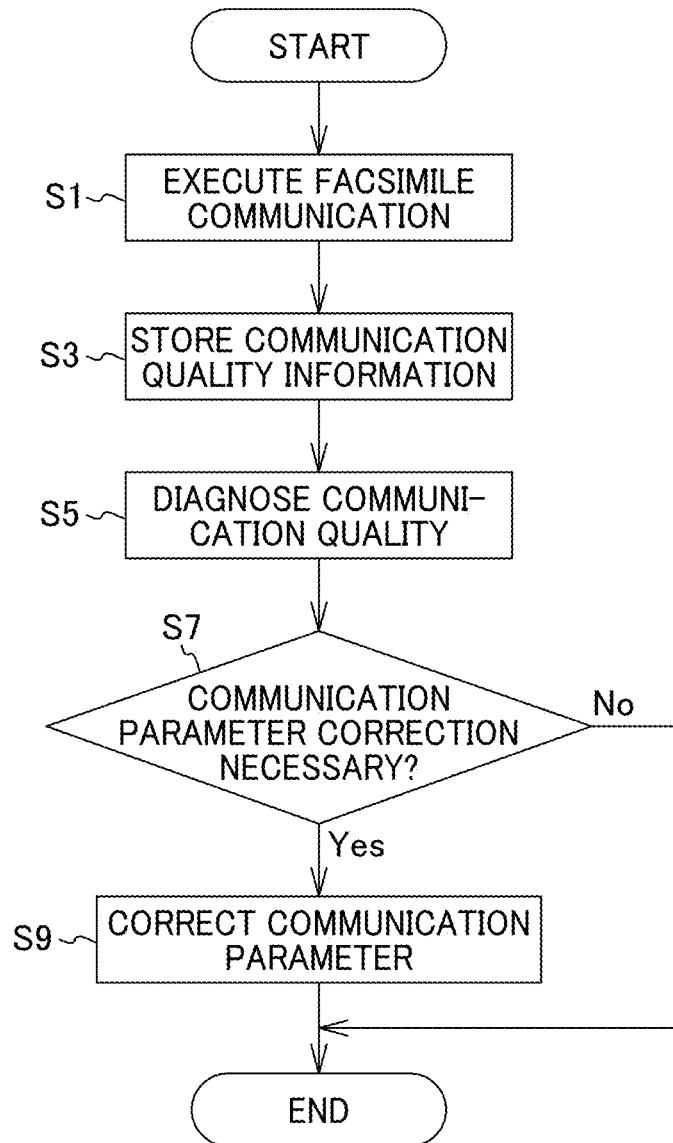 START
S1
EXECUTE FACSIMILE
COMMUNICATION
S3
STORE COMMUNICATION
QUALITY INFORMATION
S5
DIAGNOSE COMMUNI-
CATION QUALITY
S7
COMMUNICATION
PARAMETER CORRECTION
NECESSARY?
No
Yes
S9
CORRECT COMMUNICATION
PARAMETER
END